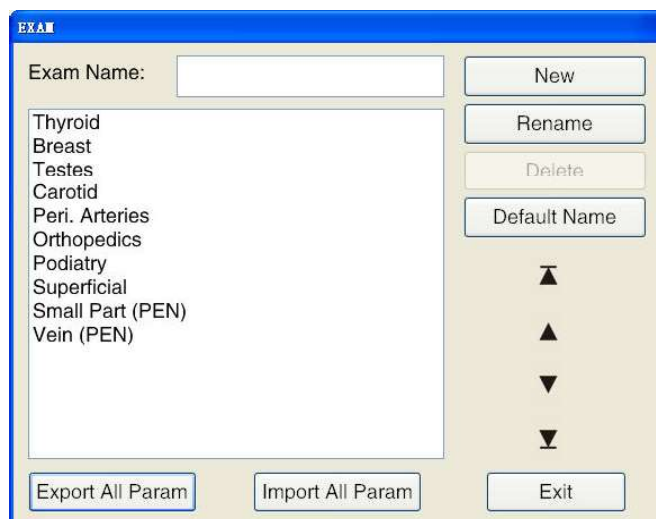 EXAM
Exam Name:
New
Rename
Delete
Default Name
Thyroid
Breast
Testes
Carotid
Peri. Arteries
Orthopedics
Podiatry
Superficial
Small Part (PEN)
Vein (PEN)
Export All Param
Import All Param
Exit